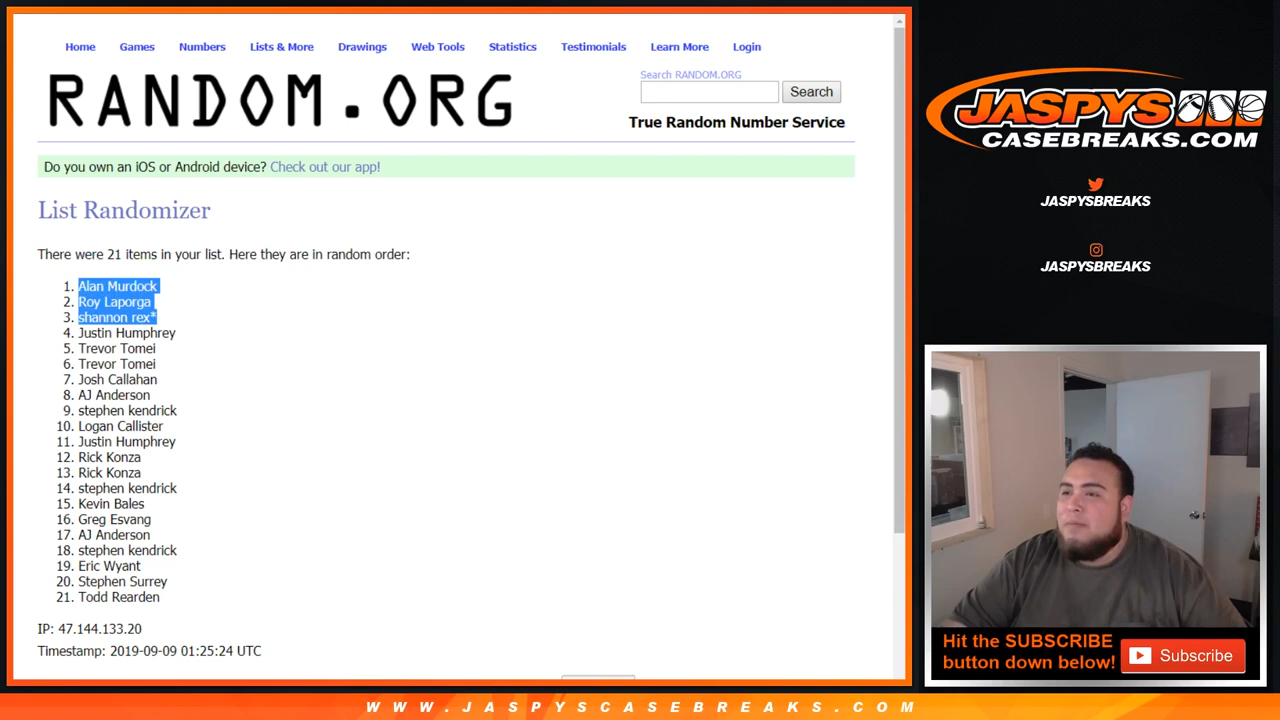 Home Games Numbers Lists & More Drawings Web Tools Statistics Testimonials Learn More Login
RANDOM.ORG
Search RANDOM.ORG
Search
True Random Number Service
Do you own an iOS or Android device? Check out our app!
List Randomizer
There were 21 items in your list. Here they are in random order:
1. Alan Murdock
2. Roy Laporga
3. shannon rex*
4. Justin Humphrey
5. Trevor Tomei
6. Trevor Tomei
7. Josh Callahan
8. AJ Anderson
9. stephen kendrick
10. Logan Callister
11. Justin Humphrey
12. Rick Konza
13. Rick Konza
14. stephen kendrick
15. Kevin Bales
16. Greg Esvang
17. AJ Anderson
18. stephen kendrick
19. Eric Wyant
20. Stephen Surrey
21. Todd Rearden
IP: 47.144.133.20
Timestamp: 2019-09-09 01:25:24 UTC
JASPYS
CASEBREAKS.COM
JASPYSBREAKS
JASPYSBREAKS
Hit the SUBSCRIBE
button down below!
Subscribe
WWW.JASPYSCASEBREAKS.COM